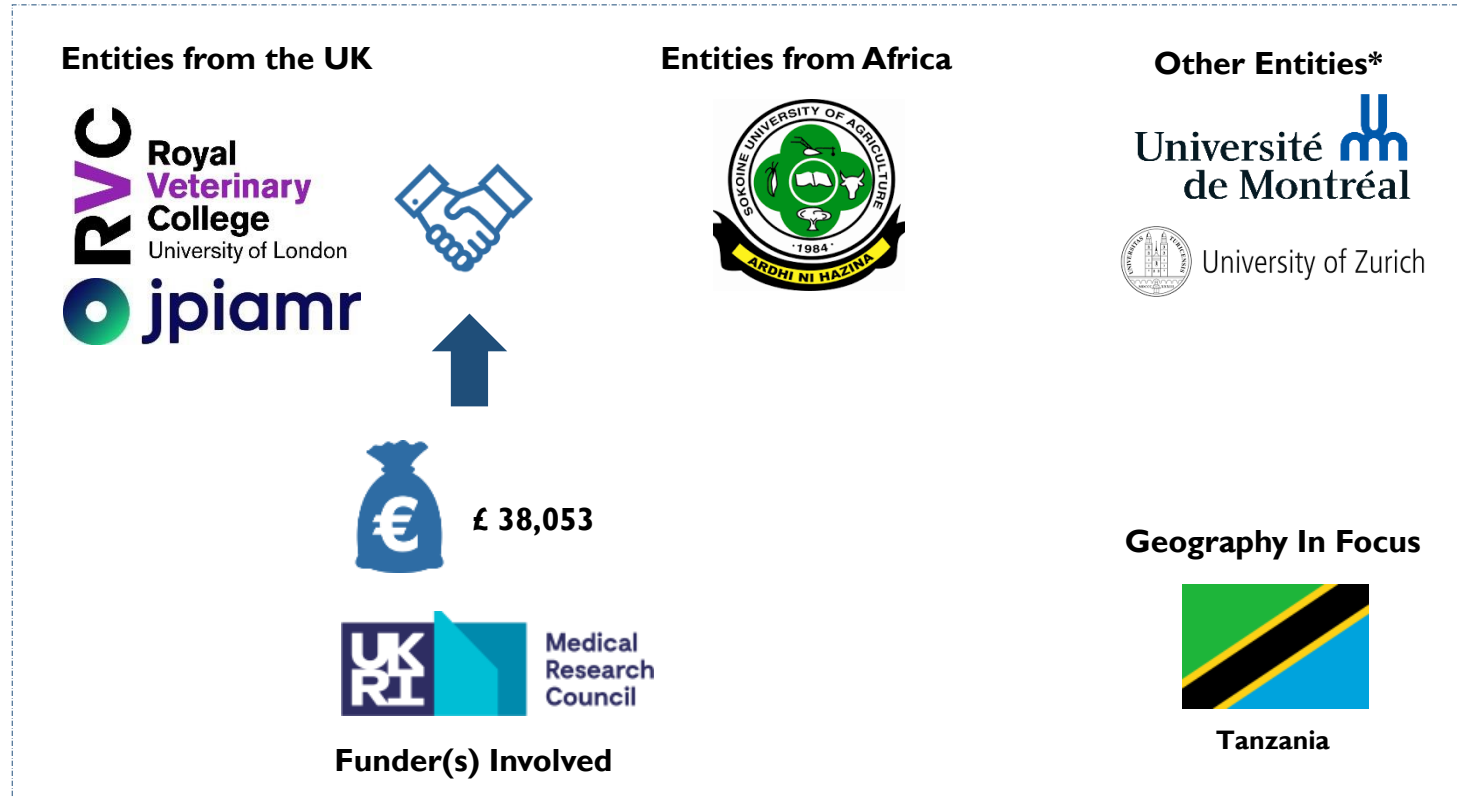 Entities from the UK
RVC
Royal
Veterinary
College
University of London
jpiamr
Entities from Africa
SOKOINE UNIVERSITY OF AGRICULTURE
·1984·
ARDHI NI HAZINA
Other Entities*
Université
de Montréal
University of Zurich
€
£ 38,053
UK
RI
Medical
Research
Council
Funder(s) Involved
Geography In Focus
Tanzania